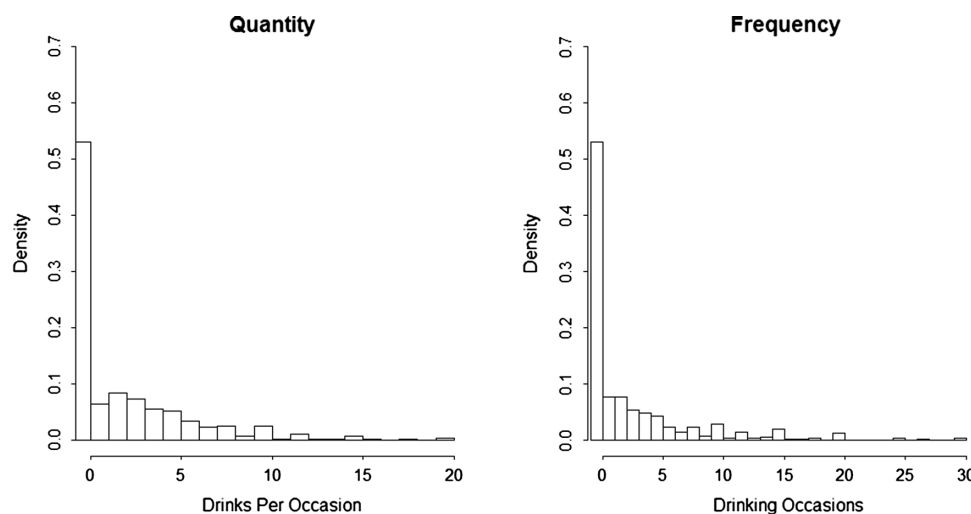 Quantity
Density
0.0 0.1 0.2 0.3 0.4 0.5 0.6 0.7
0 5 10 15 20
Drinks Per Occasion
Frequency
Density
0.0 0.1 0.2 0.3 0.4 0.5 0.6 0.7
0 5 10 15 20 25 30
Drinking Occasions